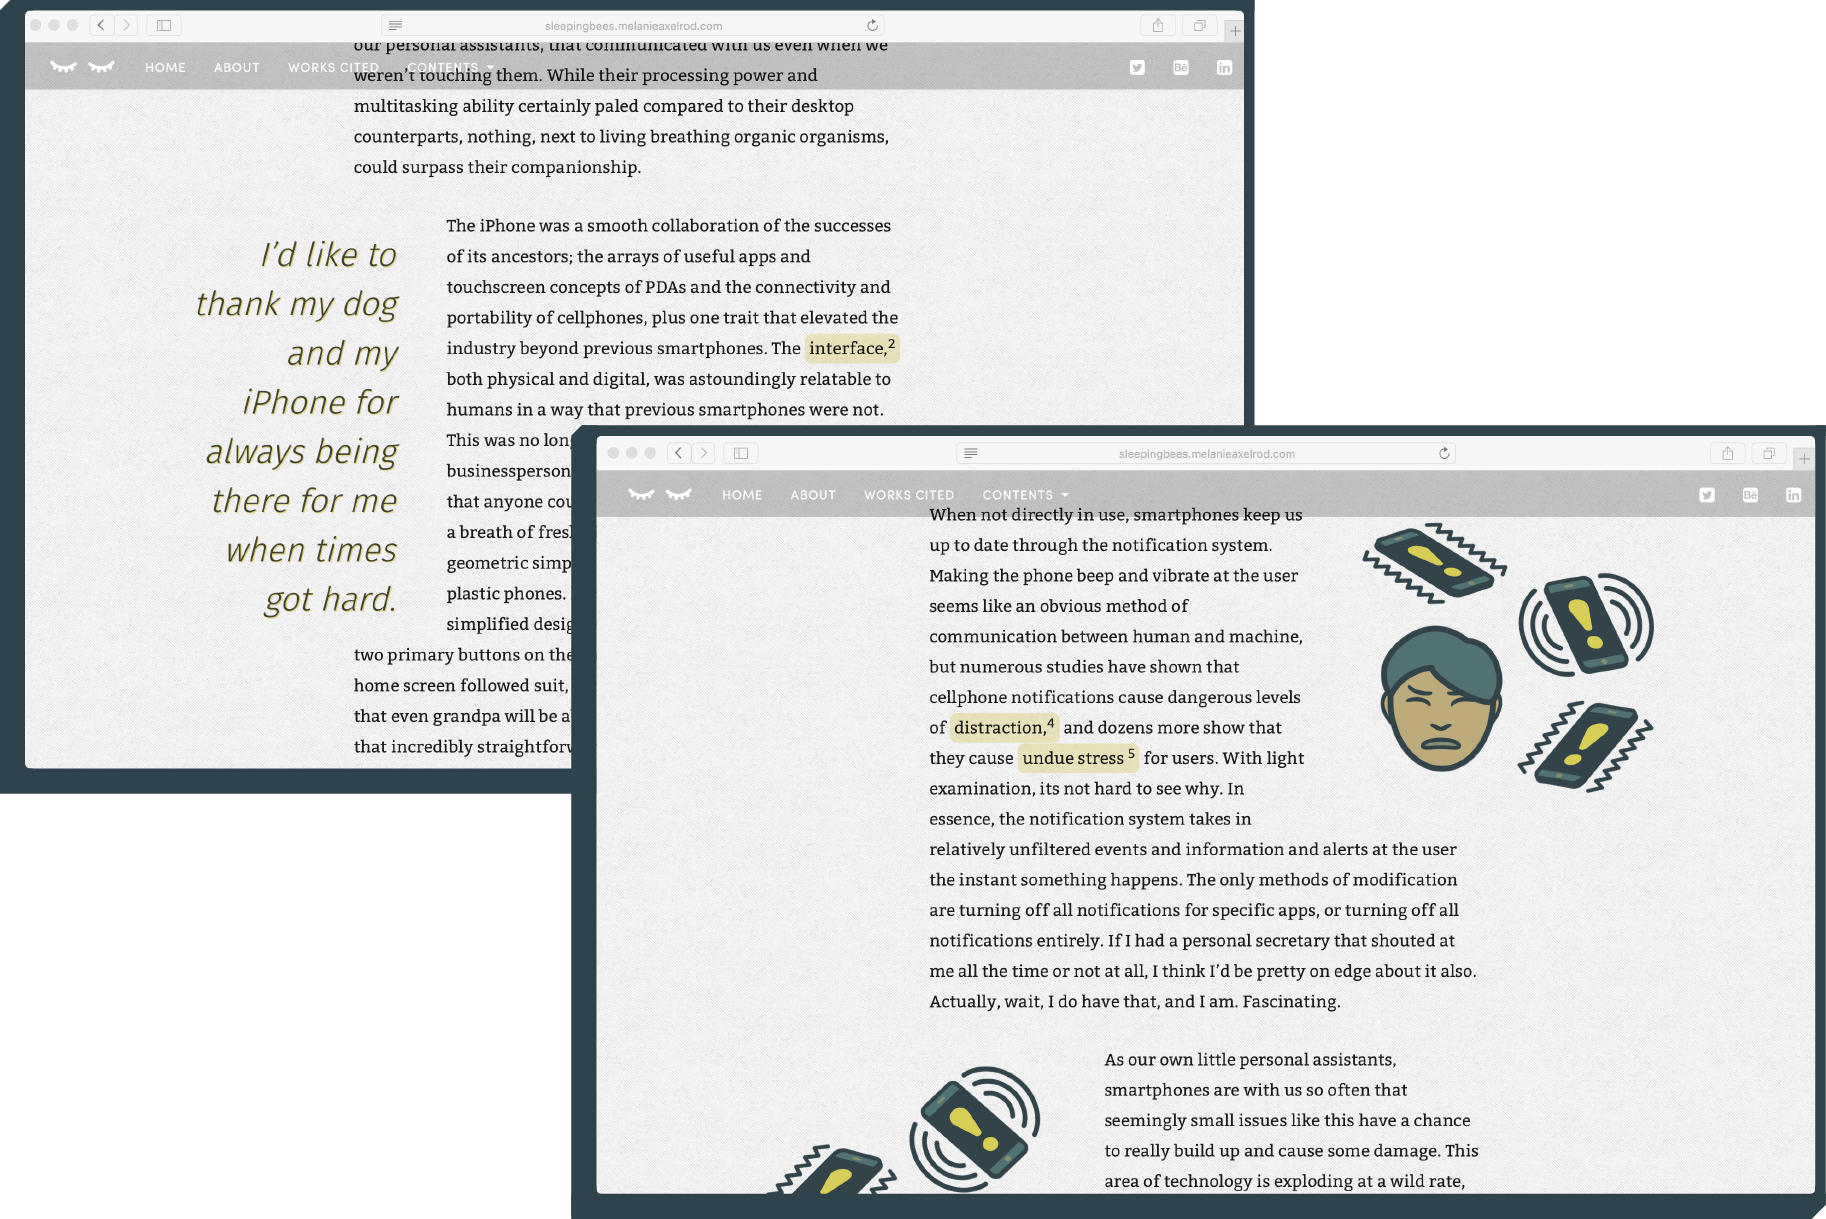 sleepingbees.melanieaxelrod.com
HOME ABOUT WORKS CITED CONTENTS
our personal assistants, that communicated with us even when we
weren't touching them. While their processing power and
multitasking ability certainly paled compared to their desktop
counterparts, nothing, next to living breathing organic organisms,
could surpass their companionship.
I'd like to
thank my dog
and my
iPhone for
always being
there for me
when times
got hard.
The iPhone was a smooth collaboration of the successes
of its ancestors; the arrays of useful apps and
touchscreen concepts of PDAs and the connectivity and
portability of cellphones, plus one trait that elevated the
industry beyond previous smartphones. The interface,2
both physical and digital, was astoundingly relatable to
humans in a way that previous smartphones were not.
This was no
businessperson
that anyone
a breath of
geometric
plastic phones.
simplified
two primary buttons on the
home screen followed suit,
that even grandpa will be
that incredibly
sleepingbees.melanieaxelrod.com
HOME ABOUT WORKS CITED CONTENTS
When not directly in use, smartphones keep us
up to date through the notification system.
Making the phone beep and vibrate at the user
seems like an obvious method of
communication between human and machine,
but numerous studies have shown that
cellphone notifications cause dangerous levels
of distraction,4 and dozens more show that
they cause undue stress 5 for users. With light
examination, its not hard to see why. In
essence, the notification system takes in
relatively unfiltered events and information and alerts at the user
the instant something happens. The only methods of modification
are turning off all notifications for specific apps, or turning off all
notifications entirely. If I had a personal secretary that shouted at
me all the time or not at all, I think I'd be pretty on edge about it also.
Actually, wait, I do have that, and I am. Fascinating.
As our own little personal assistants,
smartphones are with us so often that
seemingly small issues like this have a chance
to really build up and cause some damage. This
area of technology is exploding at a wild rate,